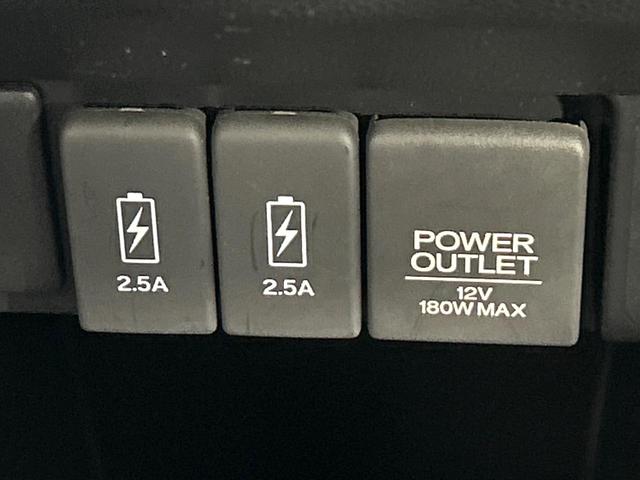 2.5A
2.5A
POWER
OUTLET
12V
180W MAX